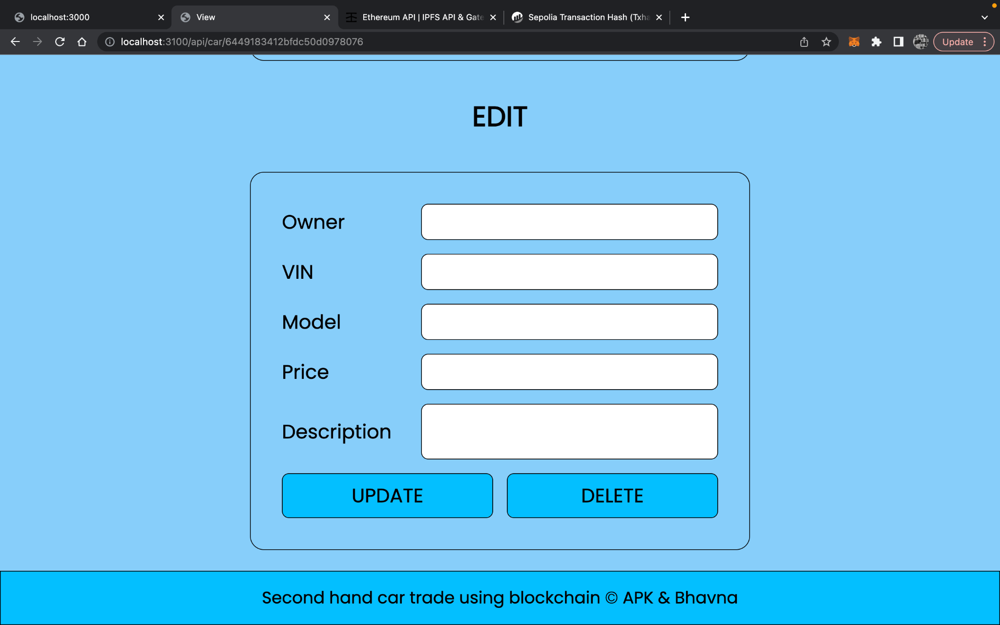 localhost:3000
View
Ethereum API | IPFS API & Gate
Sepolia Transaction Hash (Txha
localhost:3100/api/car/6449183412bfdc50d0978076
Update
EDIT
Owner
VIN
Model
Price
Description
UPDATE
DELETE
Second hand car trade using blockchain © APK & Bhavna